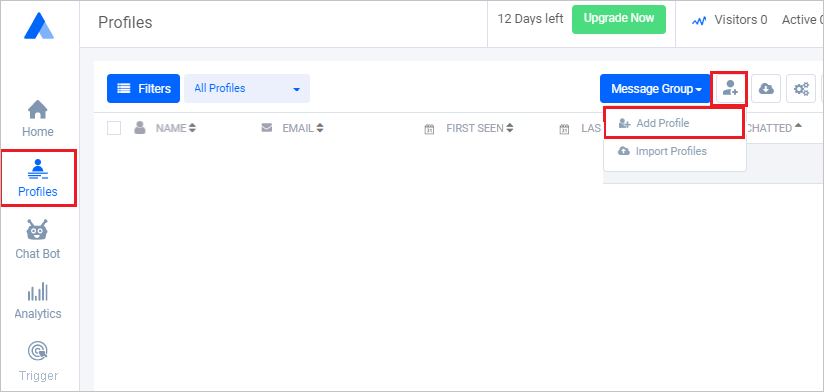 Profiles
12 Days left
Upgrade Now
Visitors 0
Active 0
Filters
All Profiles
Message Group
Add Profile
Import Profiles
NAME
EMAIL
FIRST SEEN
LAS
CHATTED
Home
Profiles
Chat Bot
Analytics
Trigger